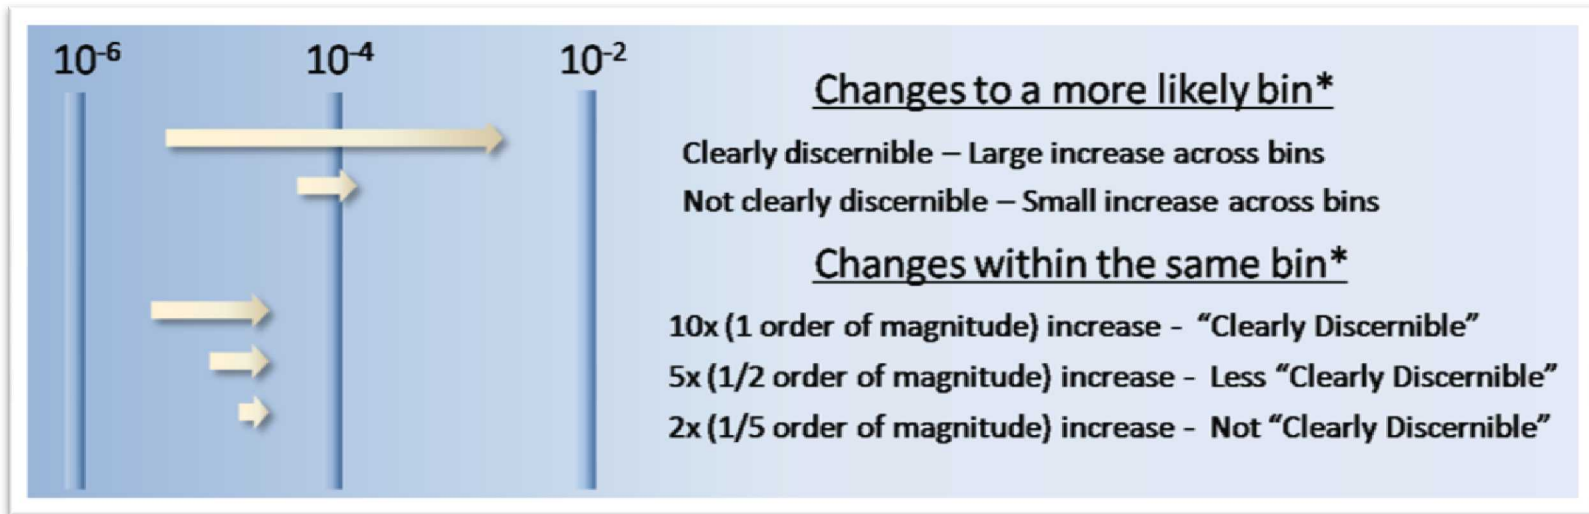 10⁻⁶ 10⁻⁴ 10⁻²
Changes to a more likely bin*
Clearly discernible – Large increase across bins
Not clearly discernible – Small increase across bins
Changes within the same bin*
10x (1 order of magnitude) increase - “Clearly Discernible”
5x (1/2 order of magnitude) increase - Less “Clearly Discernible”
2x (1/5 order of magnitude) increase - Not “Clearly Discernible”